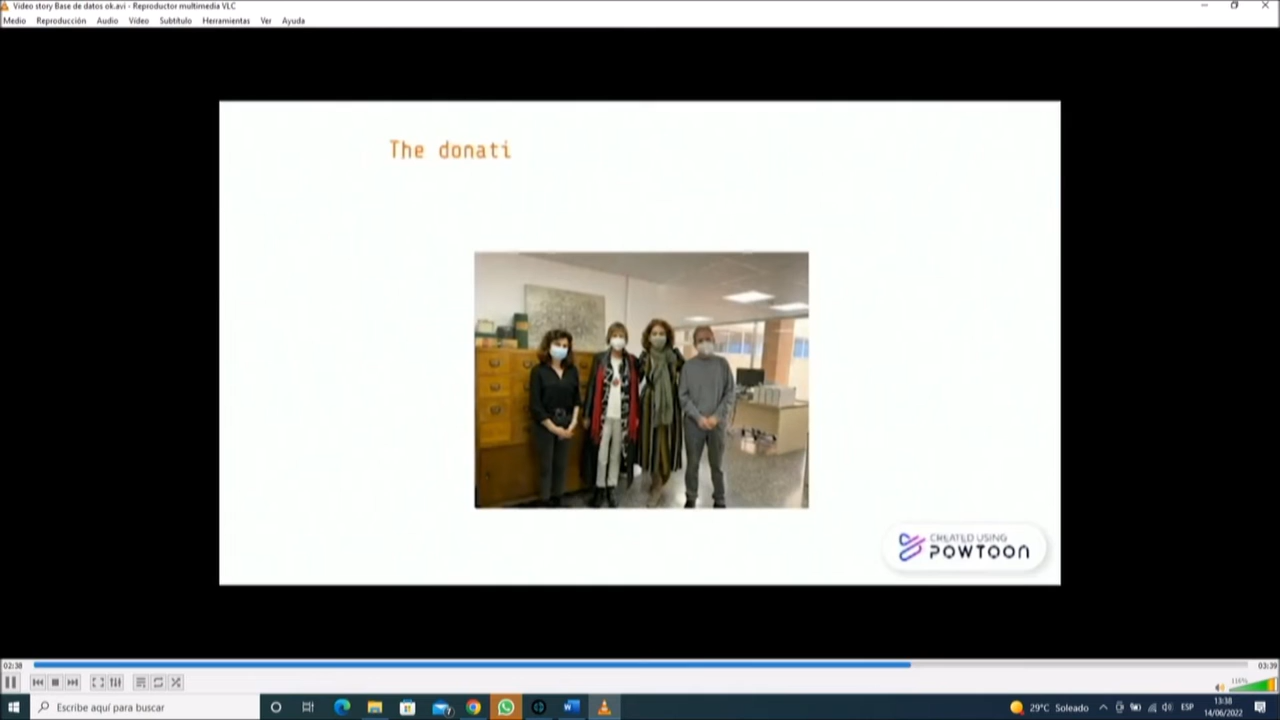 Video story Base de datos ok.avi - Reproductor multimedia VLC
Medio Reproducción Audio Vídeo Subtítulo Herramientas Ver Ayuda
The donati
CREATED USING
POWTOON
02:38
03:39
116%
Escribe aquí para buscar
29°C Soleado
ESP
13:38
14/06/2022